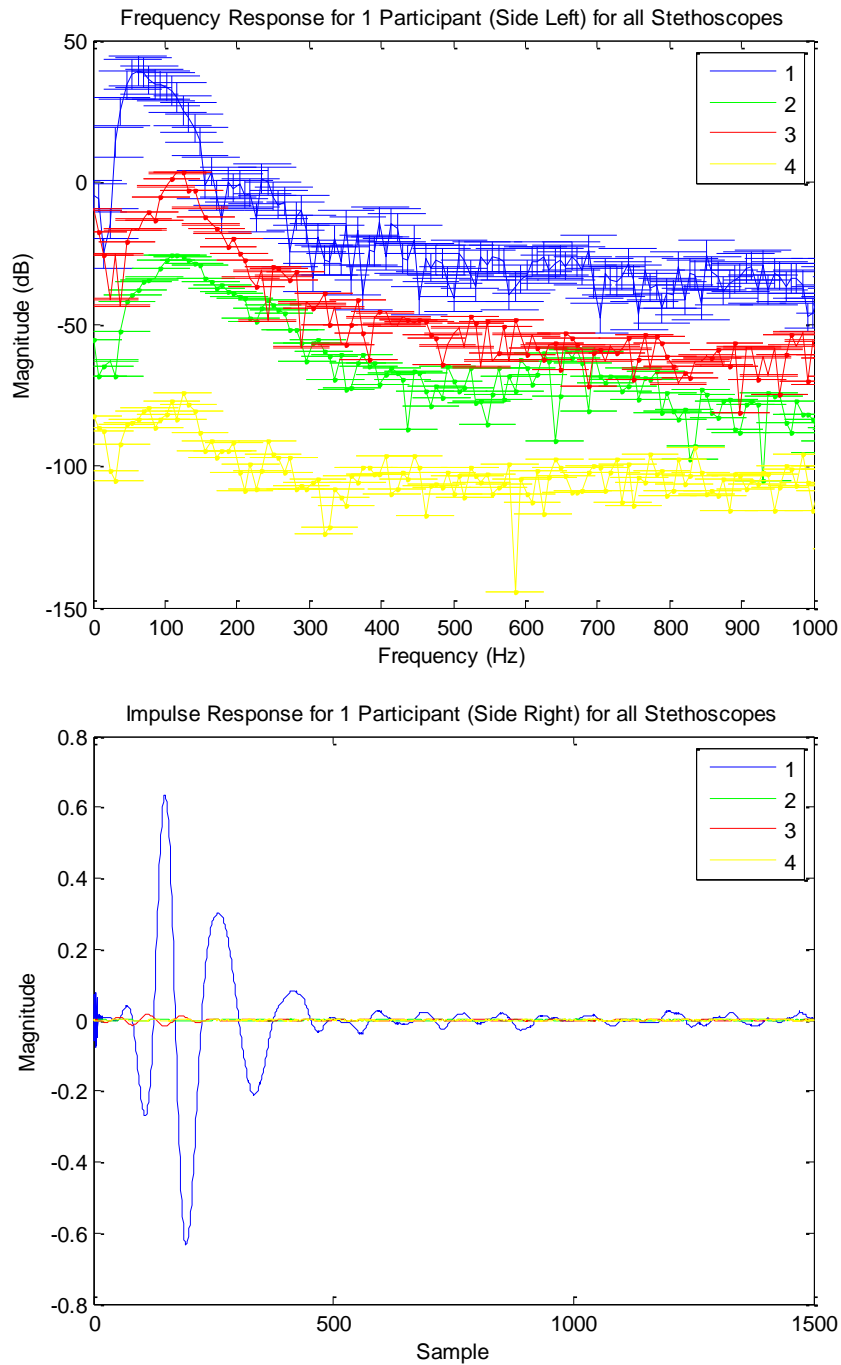 Frequency Response for 1 Participant (Side Left) for all Stethoscopes
50
0
-50
-100
-150
Magnitude (dB)
1
2
3
4
0 100 200 300 400 500 600 700 800 900 1000
Frequency (Hz)
Impulse Response for 1 Participant (Side Right) for all Stethoscopes
0.8
0.6
0.4
0.2
0
-0.2
-0.4
-0.6
-0.8
Magnitude
1
2
3
4
0 500 1000 1500
Sample